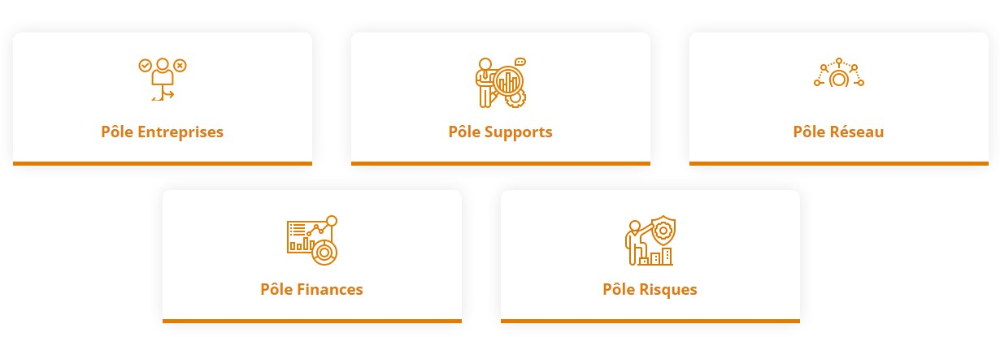 Pôle Entreprises
Pôle Supports
Pôle Réseau
Pôle Finances
Pôle Risques